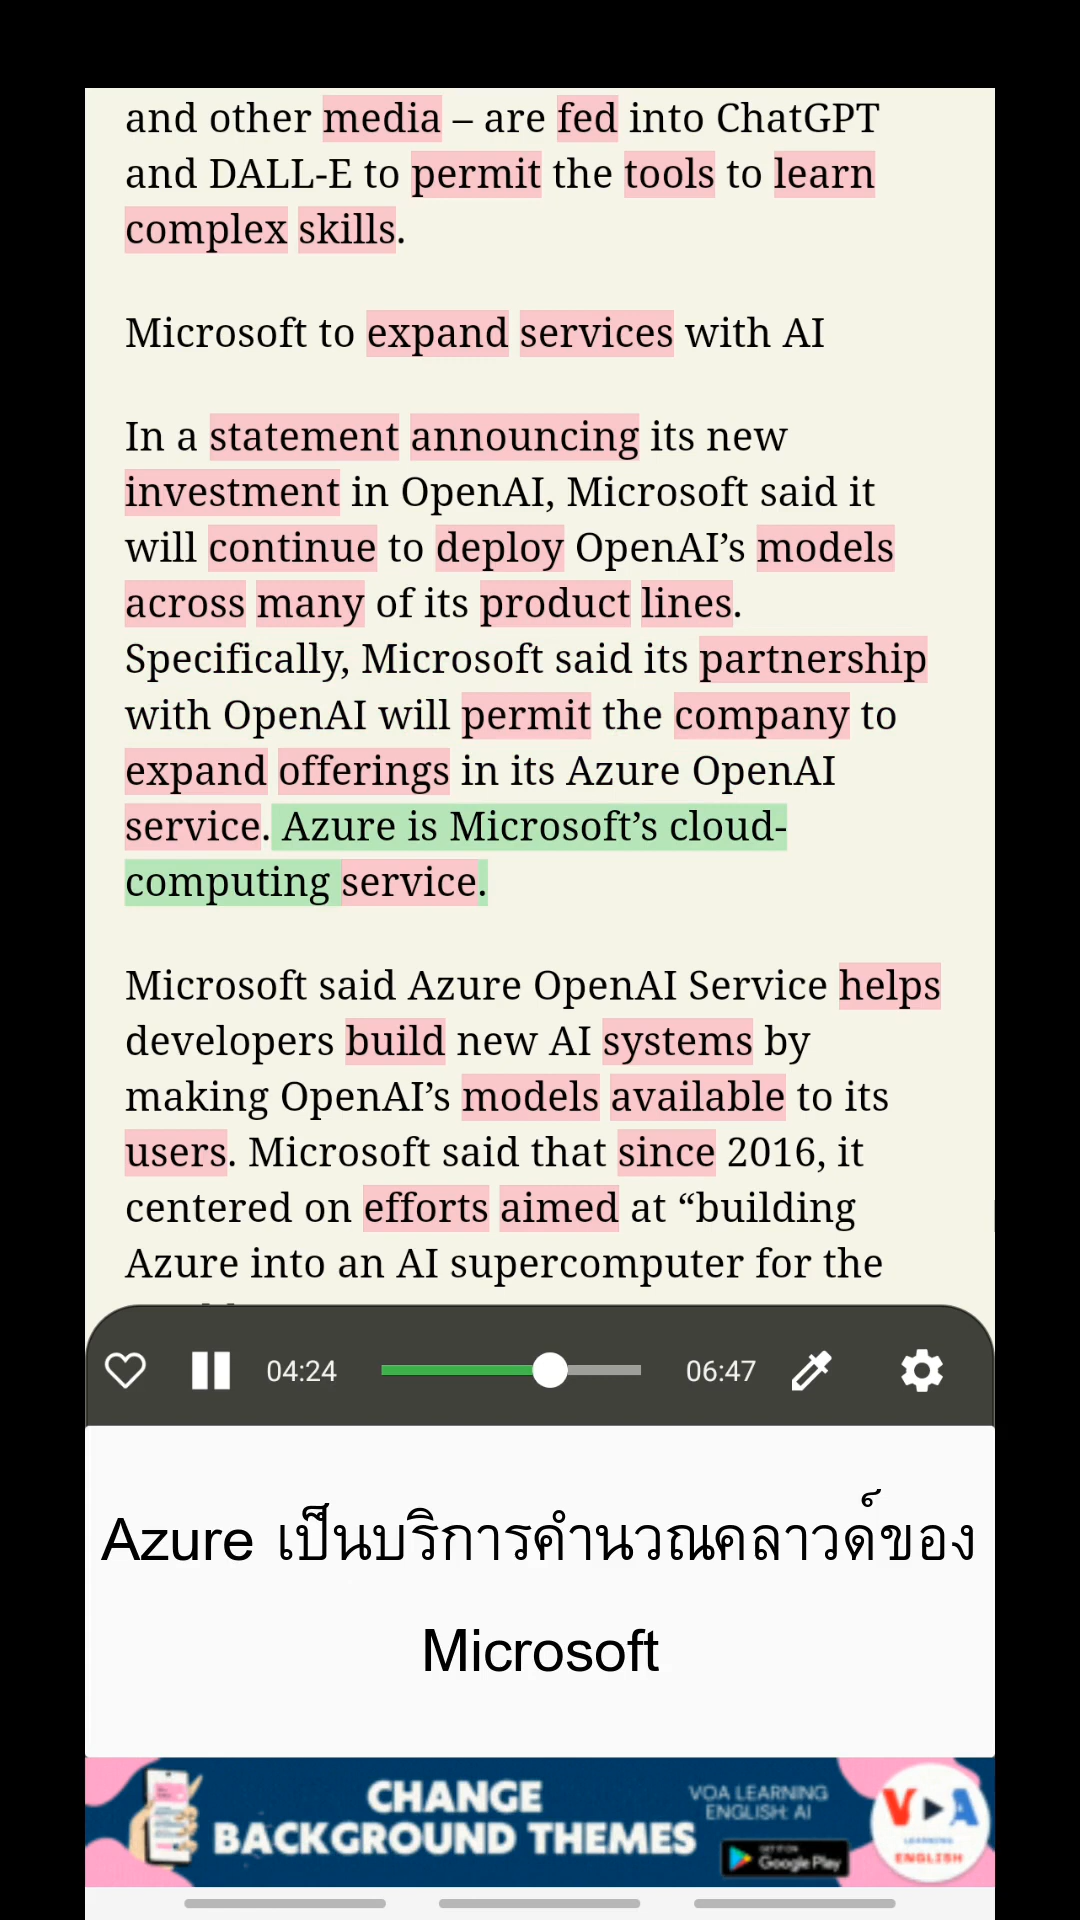 and other media – are fed into ChatGPT
and DALL-E to permit the tools to learn
complex skills.
Microsoft to expand services with AI
In a statement announcing its new
investment in OpenAI, Microsoft said it
will continue to deploy OpenAI’s models
across many of its product lines.
Specifically, Microsoft said its partnership
with OpenAI will permit the company to
expand offerings in its Azure OpenAI
service. Azure is Microsoft’s cloud-
computing service.
Microsoft said Azure OpenAI Service helps
developers build new AI systems by
making OpenAI’s models available to its
users. Microsoft said that since 2016, it
centered on efforts aimed at “building
Azure into an AI supercomputer for the
04:24 06:47
Azure เป็นบริการคำนวณคลาวด์ของ
Microsoft
CHANGE
BACKGROUND THEMES
VOA LEARNING
ENGLISH: AI
GET IT ON
Google Play
VOA
LEARNING
ENGLISH